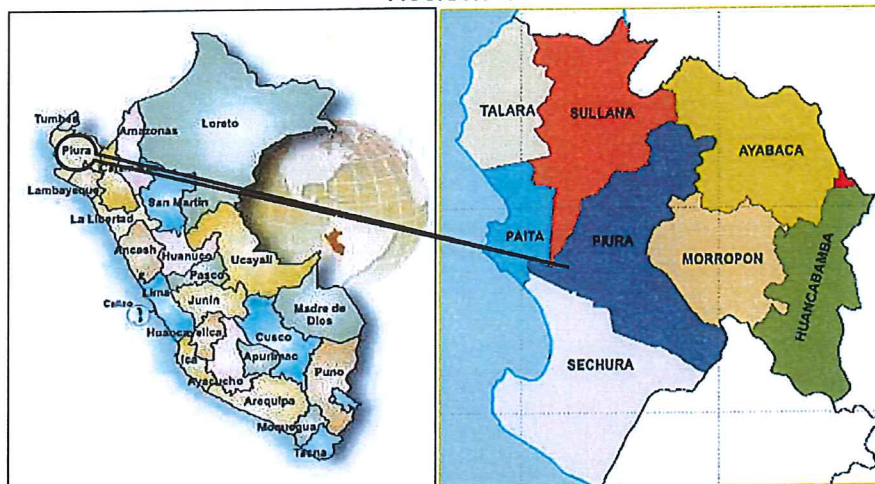 Tumbes
Piura
Amazonas
Loreto
Lambayeque
San Martin
La Libertad
Ancash
Huanuco
Ucayali
Pasco
Lima
Junin
Callao
Madre de
Dios
Huancavelica
Cusco
Ica
Apurimac
Ayacucho
Puno
Arequipa
Moquegua
Tacna
TALARA
SULLANA
AYABACA
PAITA
PIURA
MORROPON
HUANCABAMBA
SECHURA